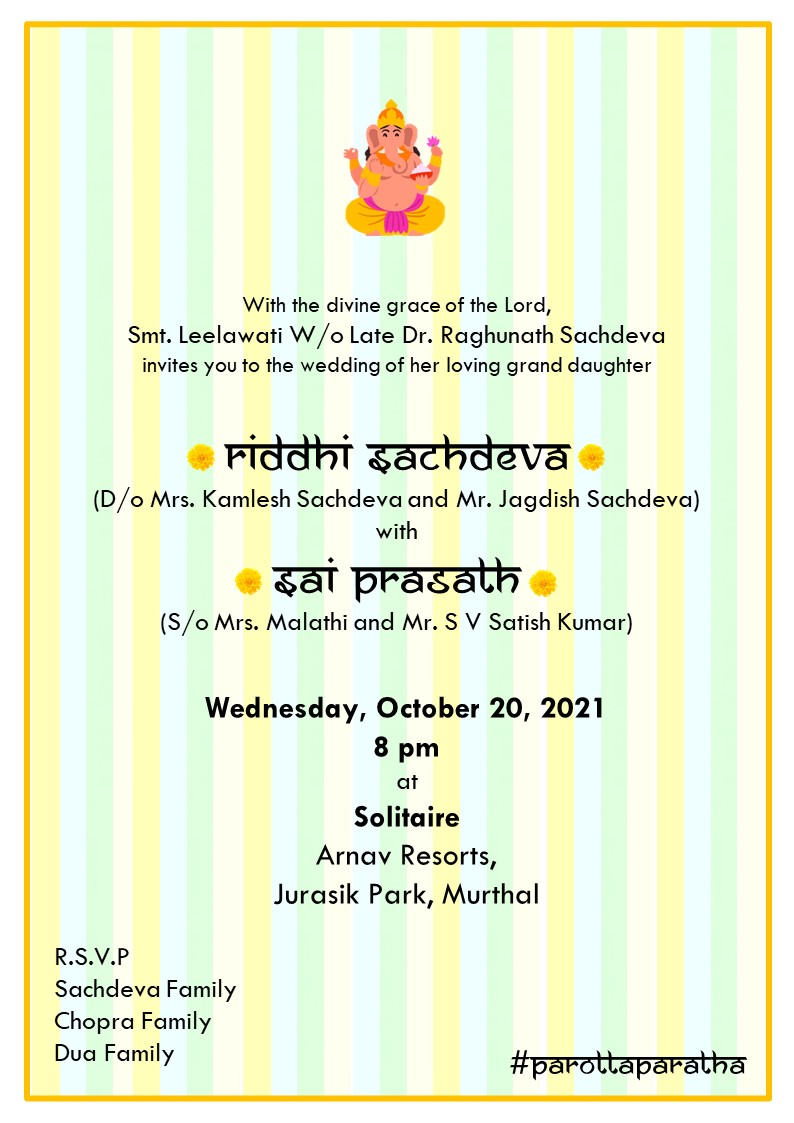 With the divine grace of the Lord,
Smt. Leelawati W/o Late Dr. Raghunath Sachdeva
invites you to the wedding of her loving grand daughter
Riddhi Sachdeva
(D/o Mrs. Kamlesh Sachdeva and Mr. Jagdish Sachdeva)
with
Sai Prasath
(S/o Mrs. Malathi and Mr. S V Satish Kumar)
Wednesday, October 20, 2021
8 pm
at
Solitaire
Arnav Resorts,
Jurasik Park, Murthal
R.S.V.P
Sachdeva Family
Chopra Family
Dua Family
#parottaparatha